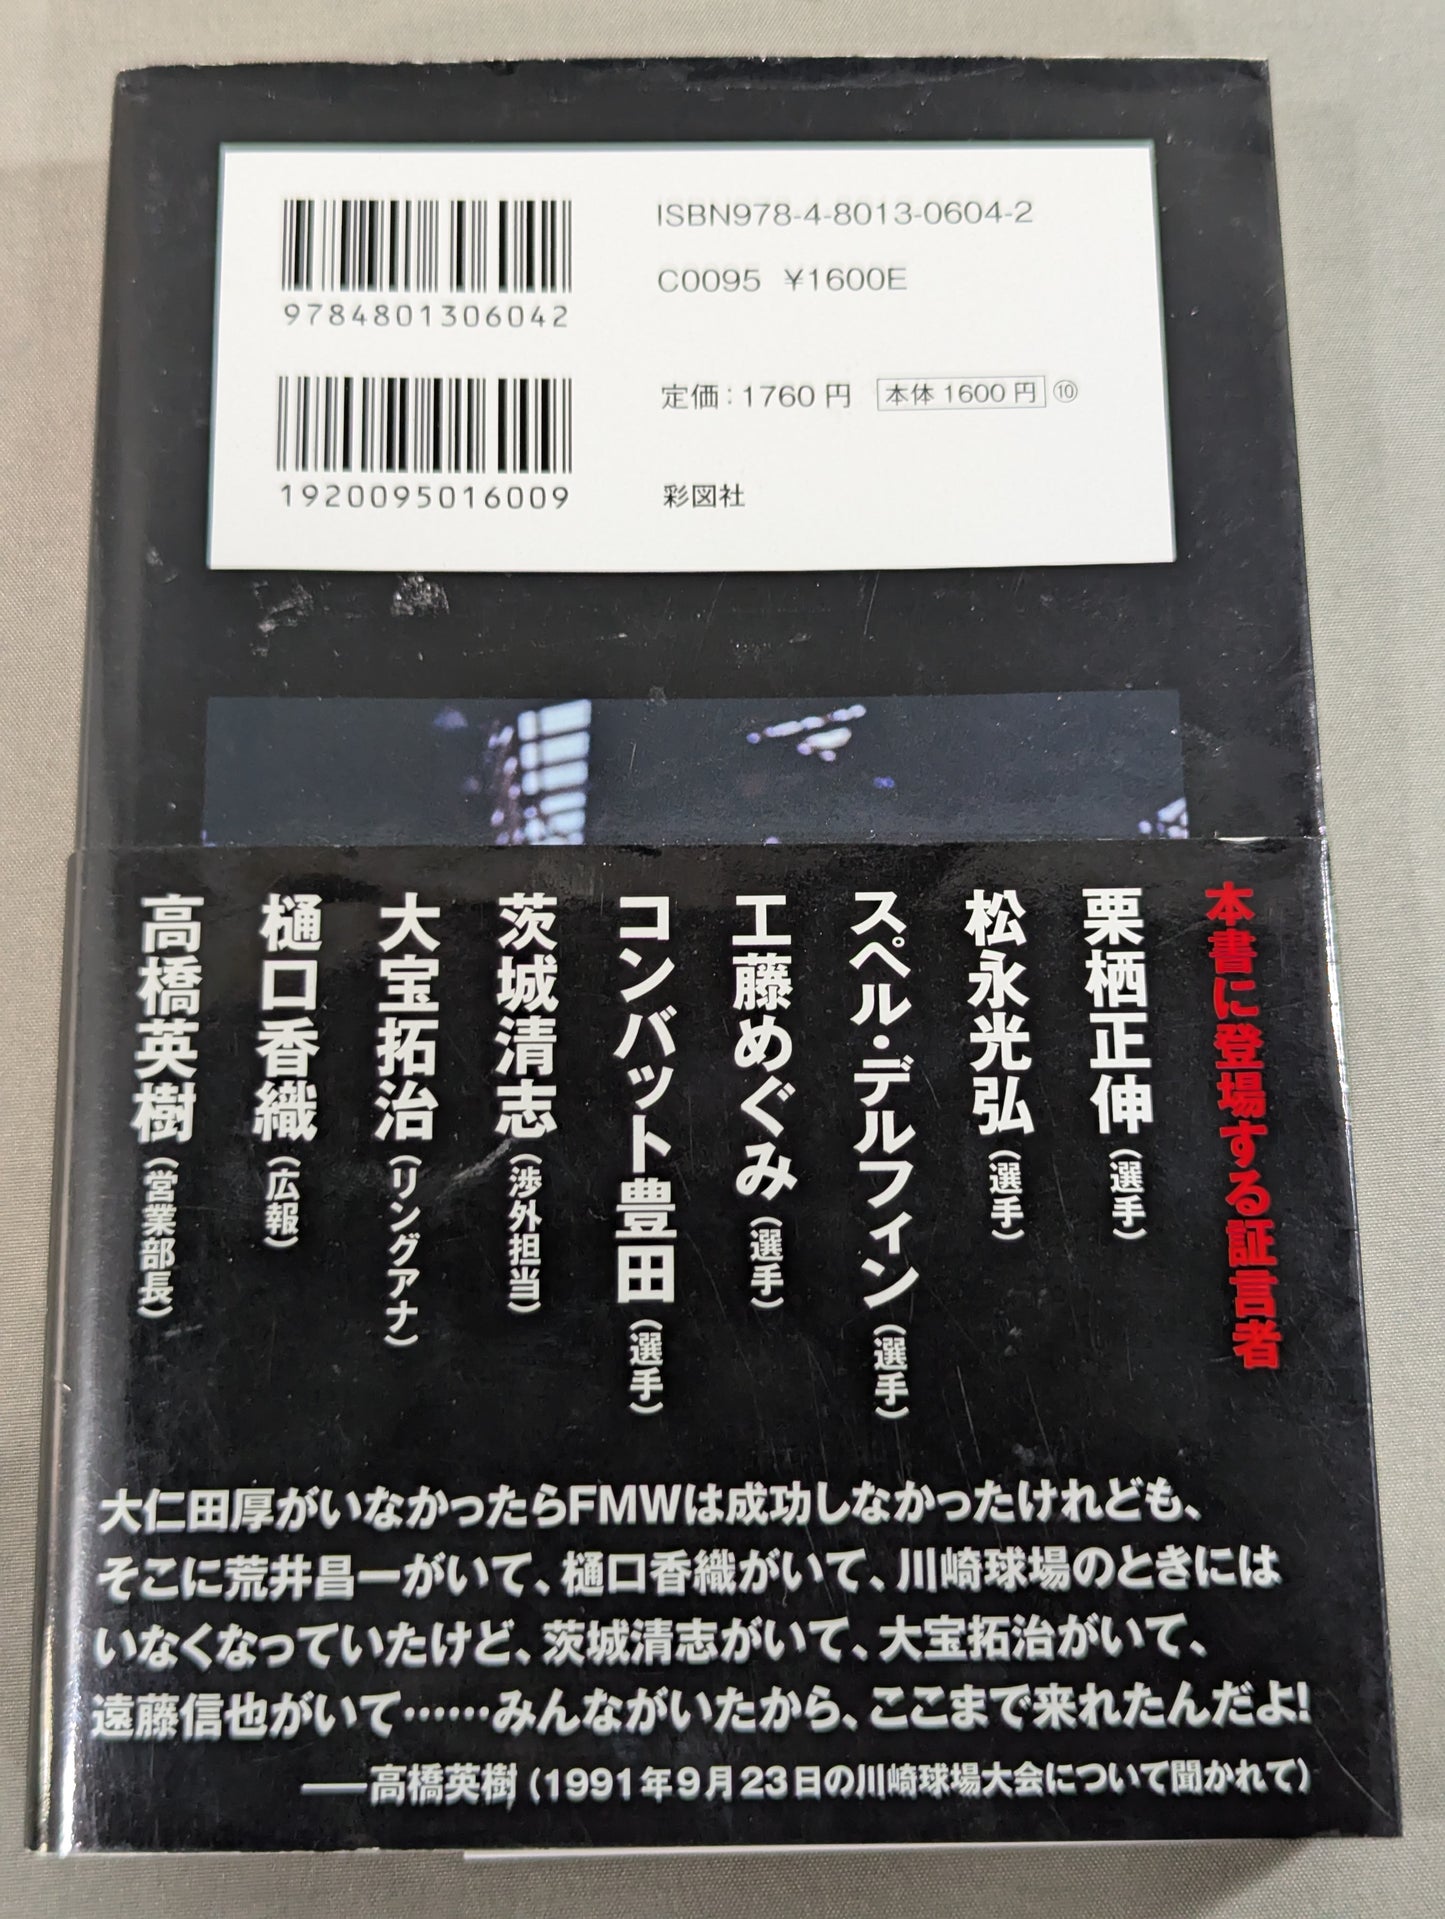 ISBN978-4-8013-0604-2
C0095 ¥1600E
9784801306042
定価：1760円 本体1600円 ⑩
1920095016009
彩図社
本書に登場する証言者
栗栖正伸（選手）
松永光弘（選手）
スペル・デルフィン（選手）
工藤めぐみ（選手）
コンバット豊田（選手）
茨城清志（渉外担当）
大宝拓治（リングアナ）
樋口香織（広報）
高橋英樹（営業部長）
大仁田厚がいなかったらFMWは成功しなかったけれども、
そこに荒井昌一がいて、樋口香織がいて、川崎球場のときには
いなくなっていたけど、茨城清志がいて、大宝拓治がいて、
遠藤信也がいて……みんながいたから、ここまで来れたんだよ！
――高橋英樹（1991年9月23日の川崎球場大会について聞かれて）